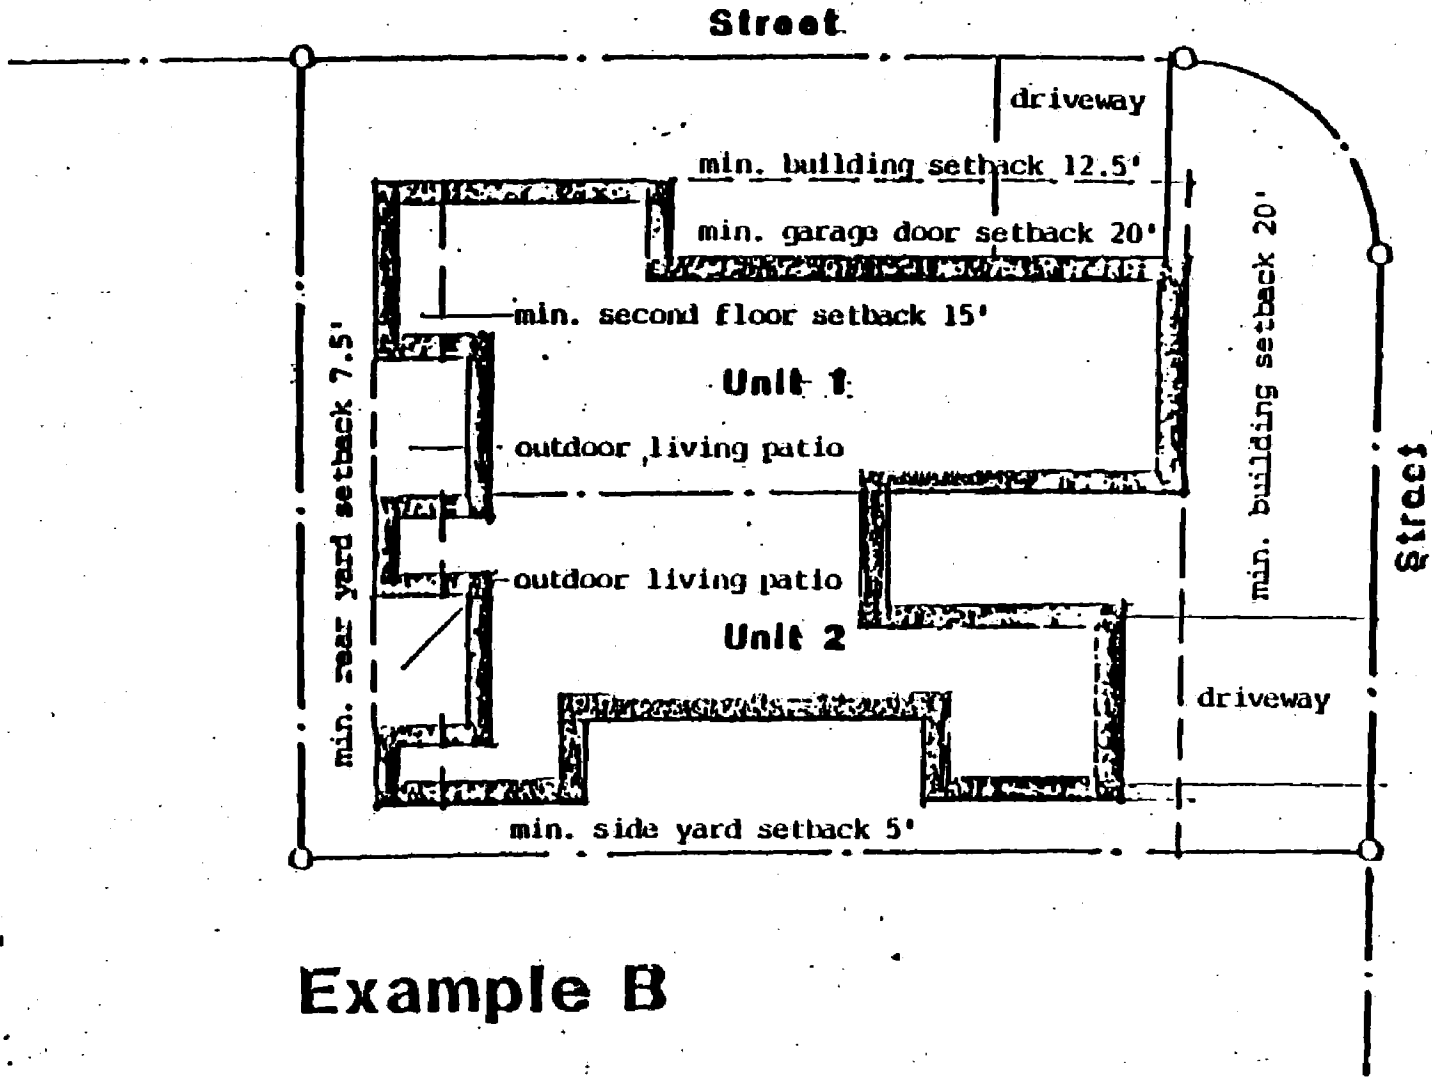 Street
driveway
min. building setback 12.5'
min. garage door setback 20'
min. second floor setback 15'
min. building setback 20'
min. rear yard setback 7.5'
Unit 1
outdoor living patio
Street
outdoor living patio
Unit 2
driveway
min. side yard setback 5'
Example B